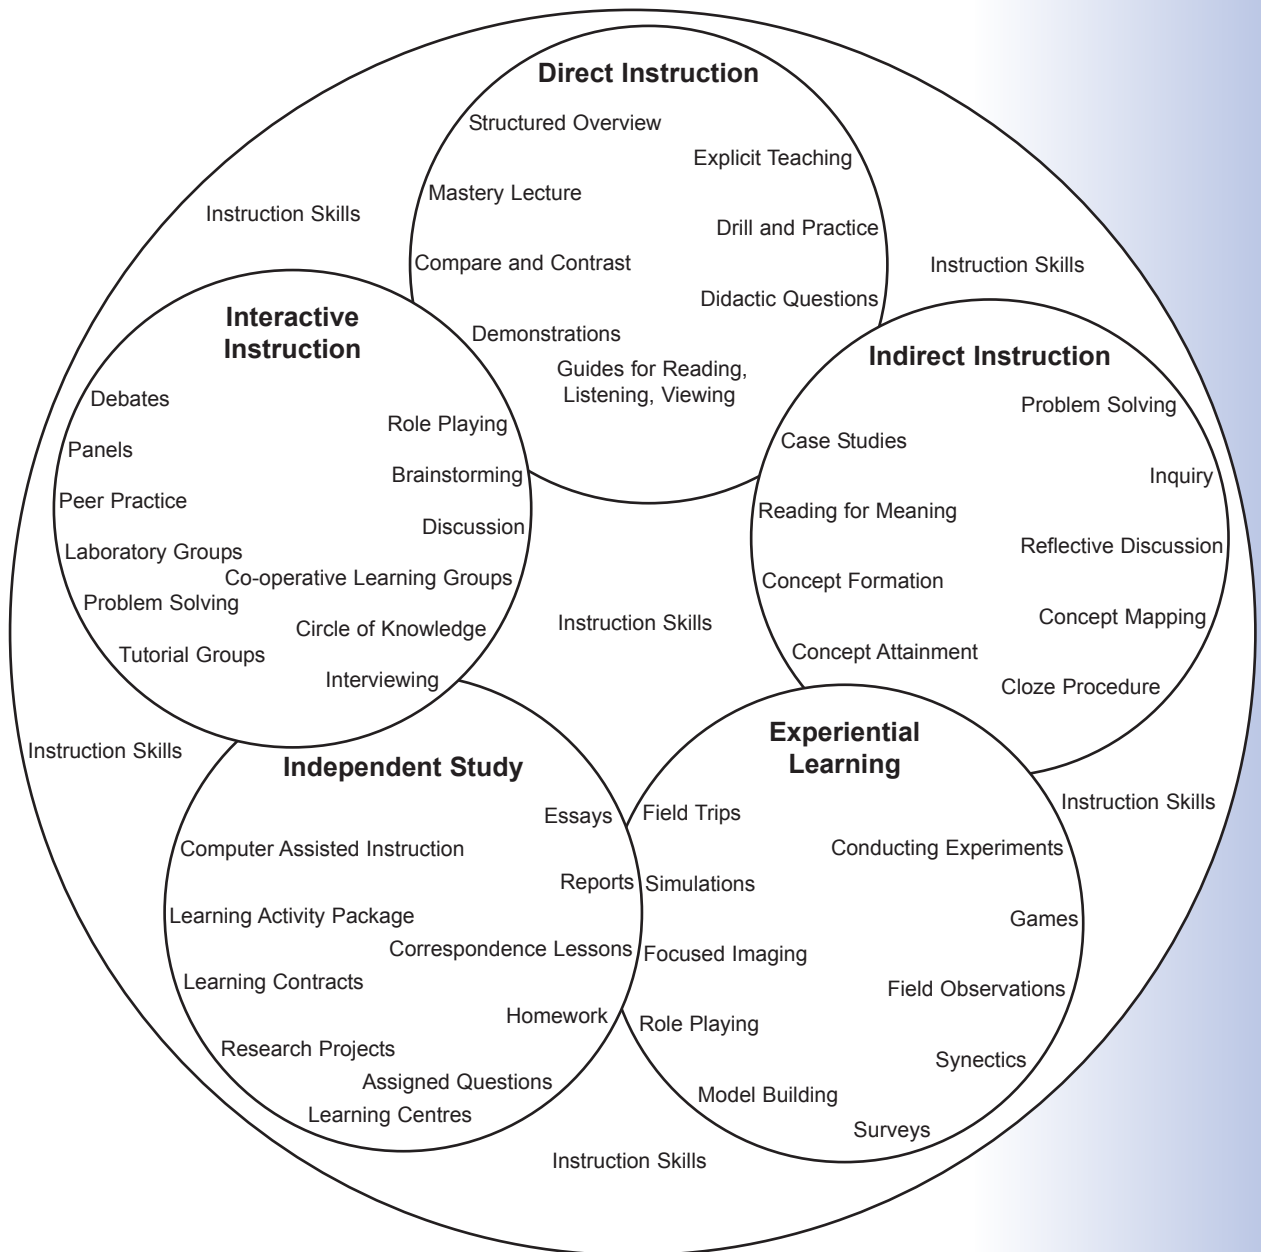 Direct Instruction
Structured Overview
Explicit Teaching
Mastery Lecture
Drill and Practice
Compare and Contrast
Didactic Questions
Demonstrations
Guides for Reading,
Listening, Viewing
Instruction Skills
Instruction Skills
Interactive
Instruction
Debates
Role Playing
Panels
Brainstorming
Peer Practice
Discussion
Laboratory Groups
Co-operative Learning Groups
Problem Solving
Circle of Knowledge
Tutorial Groups
Interviewing
Indirect Instruction
Problem Solving
Case Studies
Inquiry
Reading for Meaning
Reflective Discussion
Concept Formation
Concept Mapping
Concept Attainment
Cloze Procedure
Instruction Skills
Instruction Skills
Independent Study
Essays
Computer Assisted Instruction
Reports
Learning Activity Package
Correspondence Lessons
Learning Contracts
Homework
Research Projects
Assigned Questions
Learning Centres
Experiential
Learning
Field Trips
Conducting Experiments
Simulations
Games
Focused Imaging
Field Observations
Role Playing
Synectics
Model Building
Surveys
Instruction Skills
Instruction Skills